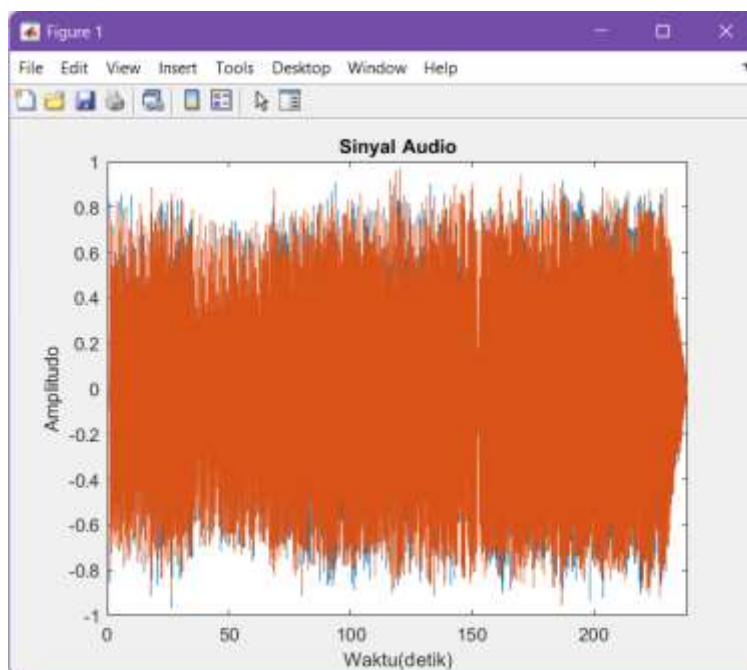 Figure 1
File Edit View Insert Tools Desktop Window Help
Sinyal Audio
1
0.8
0.6
0.4
0.2
0
-0.2
-0.4
-0.6
-0.8
-1
Amplitudo
0 50 100 150 200
Waktu(detik)